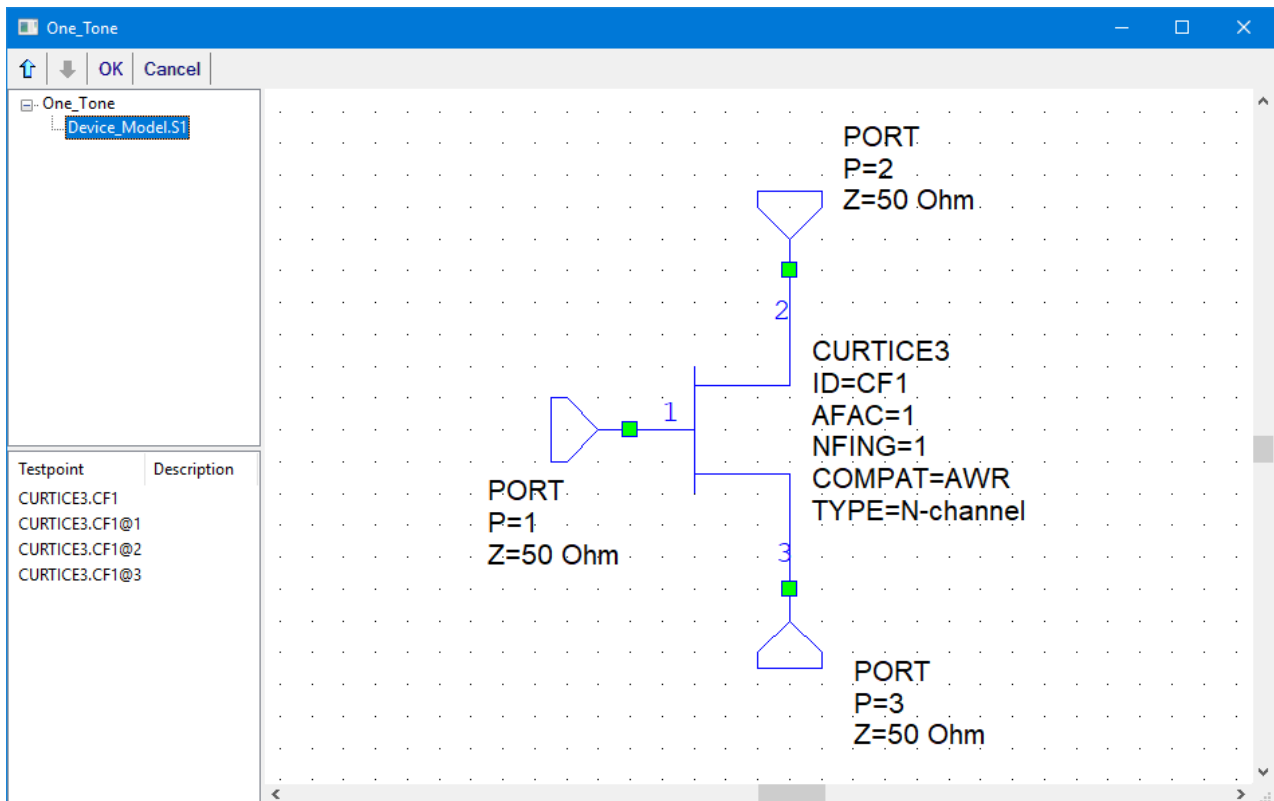 One_Tone
OK Cancel
One_Tone
Device_Model.S1
Testpoint Description
CURTICE3.CF1
CURTICE3.CF1@1
CURTICE3.CF1@2
CURTICE3.CF1@3
PORT
P=2
Z=50 Ohm
2
CURTICE3
ID=CF1
AFAC=1
NFING=1
COMPAT=AWR
TYPE=N-channel
1
PORT
P=1
Z=50 Ohm
3
PORT
P=3
Z=50 Ohm